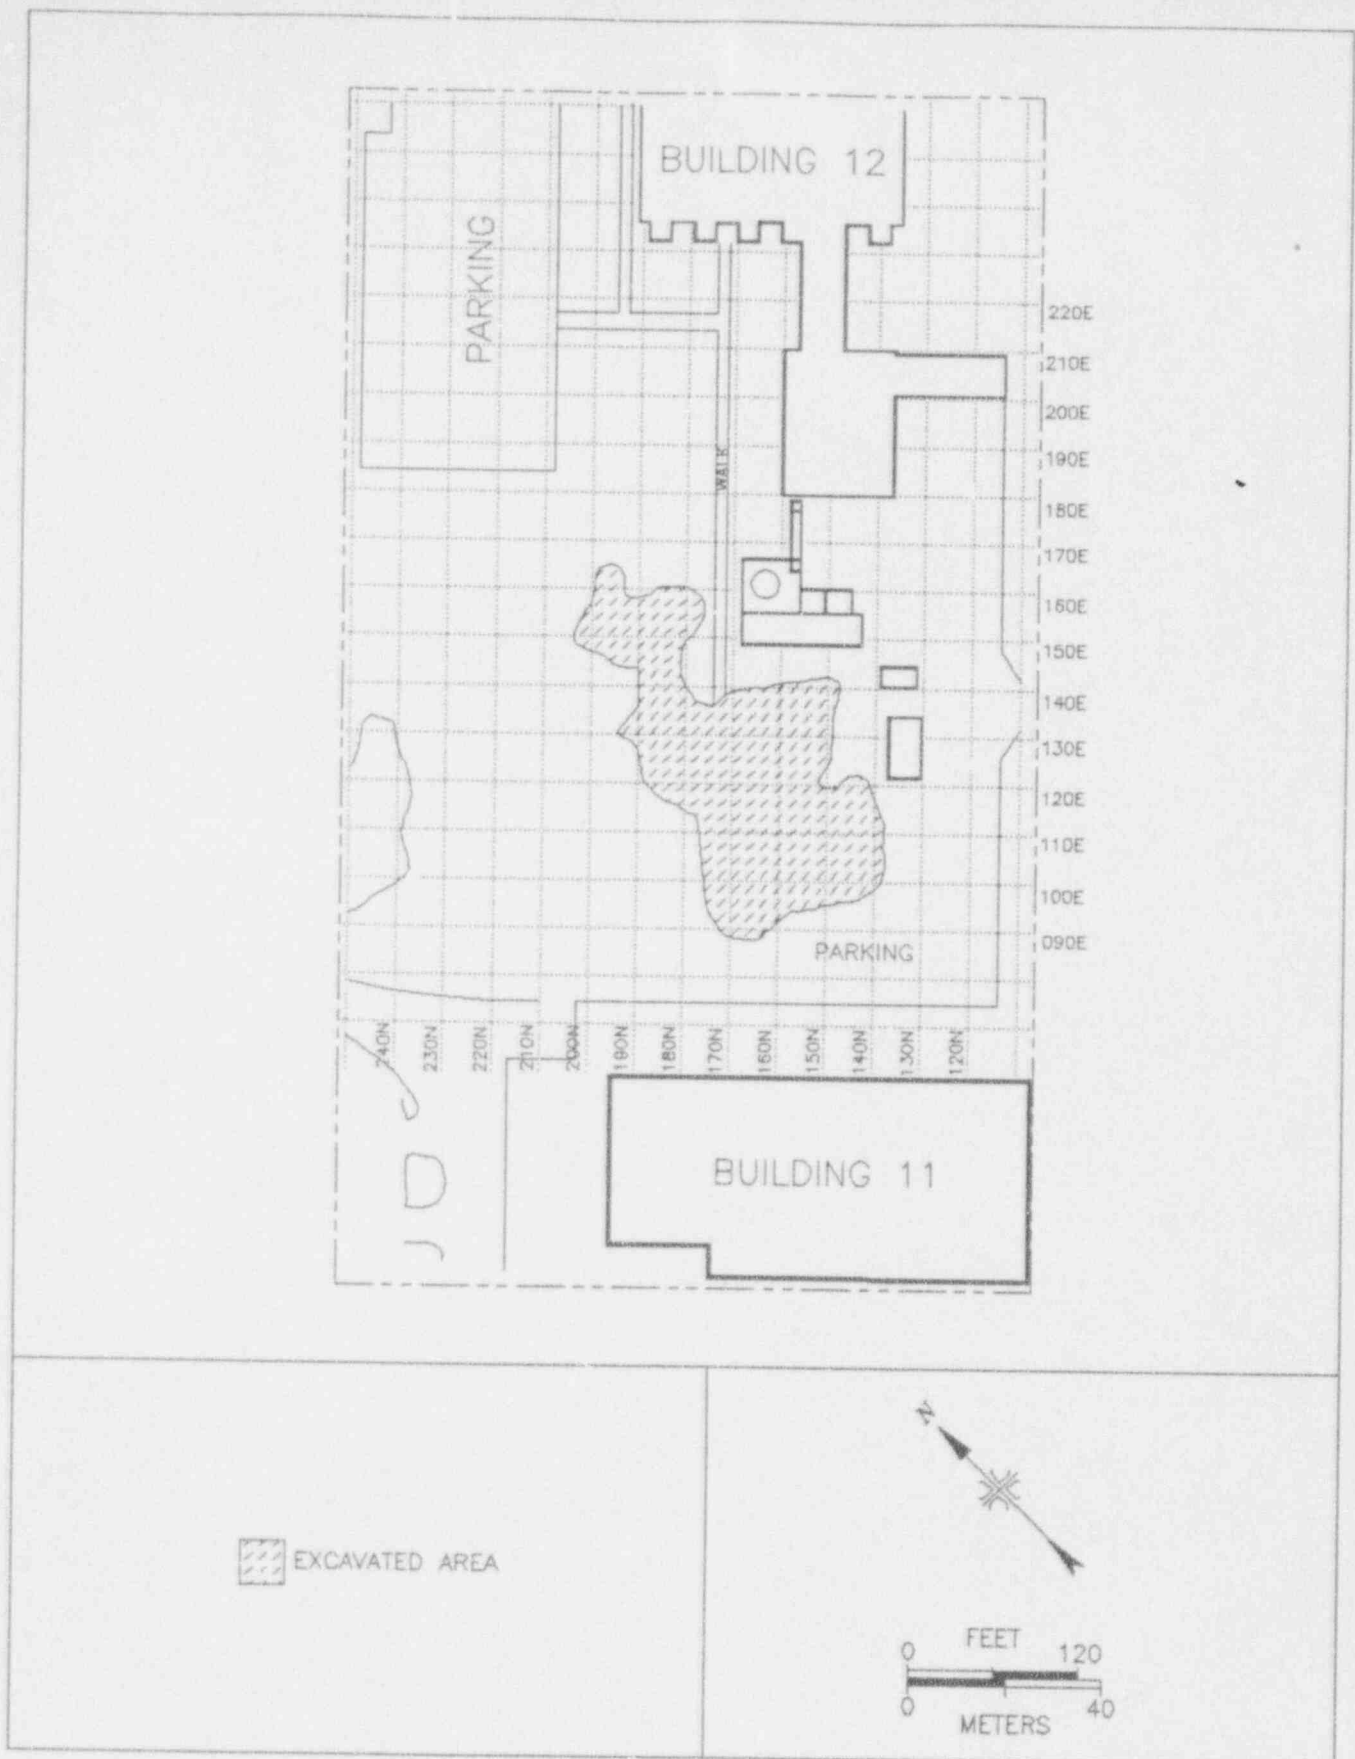 BUILDING 12
PARKING
220E
210E
200E
190E
WALK
180E
170E
160E
150E
140E
130E
120E
110E
100E
090E
PARKING
240N
230N
220N
210N
200N
190N
180N
170N
160N
150N
140N
130N
120N
BUILDING 11
N
EXCAVATED AREA
FEET
0 120
0 40
METERS